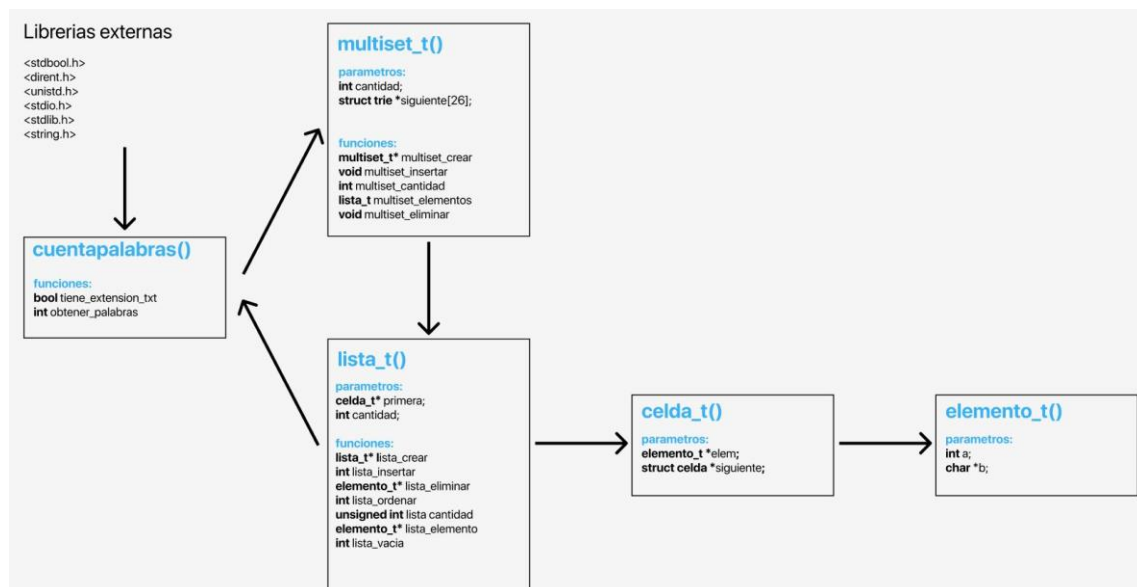 Librerias externas
<stdbool.h>
<dirent.h>
<unistd.h>
<stdio.h>
<stdlib.h>
<string.h>
cuentapalabras()
funciones:
bool tiene_extension_txt
int obtener_palabras
multiset_t()
parametros:
int cantidad;
struct trie *siguiente[26];
funciones:
multiset_t* multiset_crear
void multiset_insertar
int multiset_cantidad
lista_t multiset_elementos
void multiset_eliminar
lista_t()
parametros:
celda_t* primera;
int cantidad;
funciones:
lista_t* lista_crear
int lista_insertar
elemento_t* lista_eliminar
int lista_ordenar
unsigned int lista cantidad
elemento_t* lista_elemento
int lista_vacia
celda_t()
parametros:
elemento_t *elem;
struct celda *siguiente;
elemento_t()
parametros:
int a;
char *b;